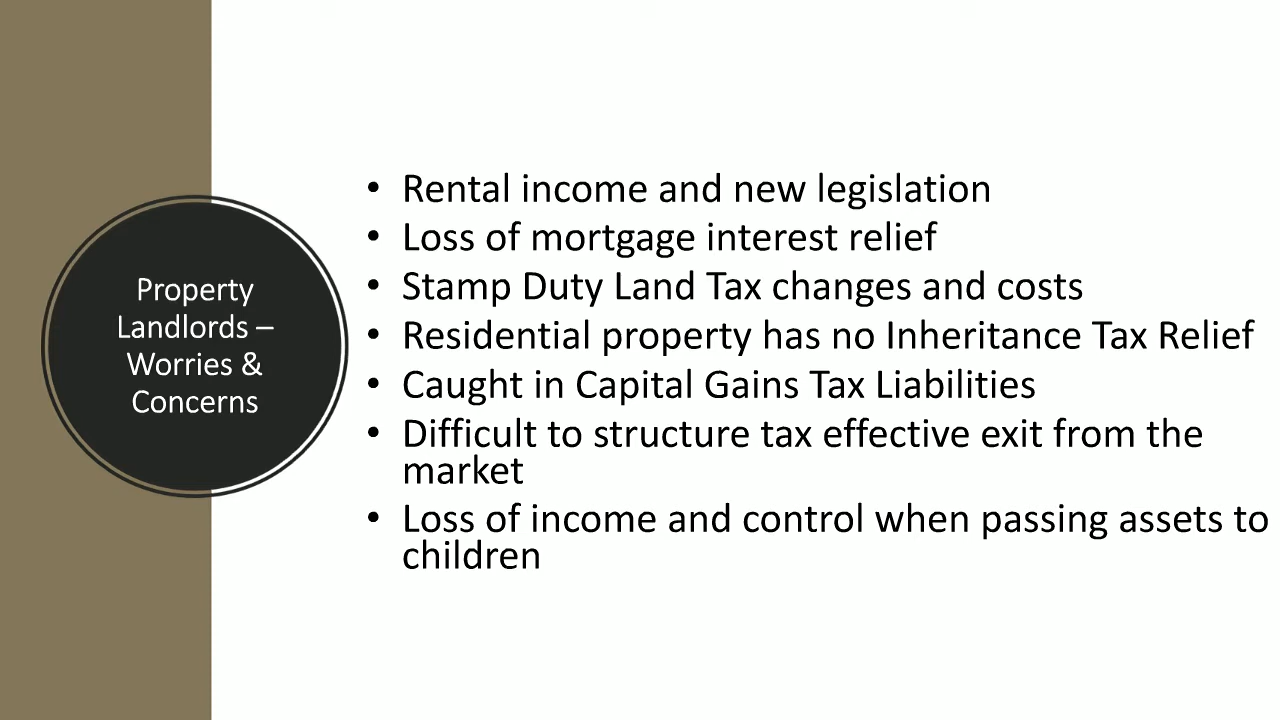 Property
Landlords –
Worries &
Concerns
• Rental income and new legislation
• Loss of mortgage interest relief
• Stamp Duty Land Tax changes and costs
• Residential property has no Inheritance Tax Relief
• Caught in Capital Gains Tax Liabilities
• Difficult to structure tax effective exit from the
market
• Loss of income and control when passing assets to
children